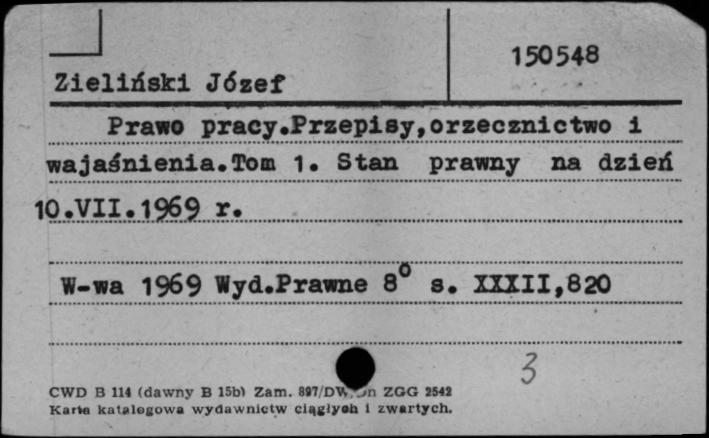 150548
Zieliński Józef
Prawo pracy.Przepisy,orzecznictwo i
wajaśnienia.Tom 1. Stan prawny na dzień
10.VII.1969 r.
W-wa 1969 Wyd.Prawne 8° s. XXXII,820
3
CWD B 114 (dawny B 15b) Zam. 897/DW ZGG 2542
Karta katalogowa wydawnictw ciągłych i zwartych.